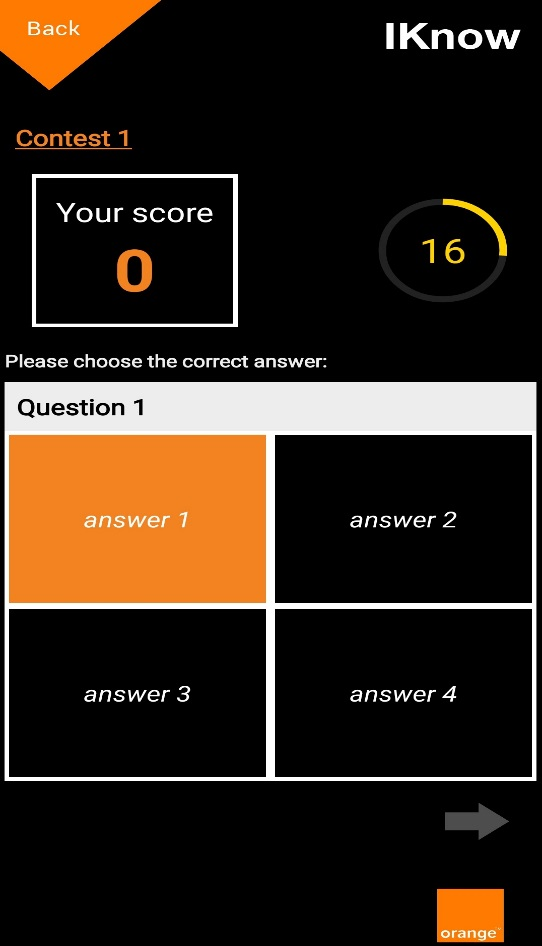 Back
IKnow
Contest 1
Your score
0
16
Please choose the correct answer:
Question 1
answer 1
answer 2
answer 3
answer 4
orange™